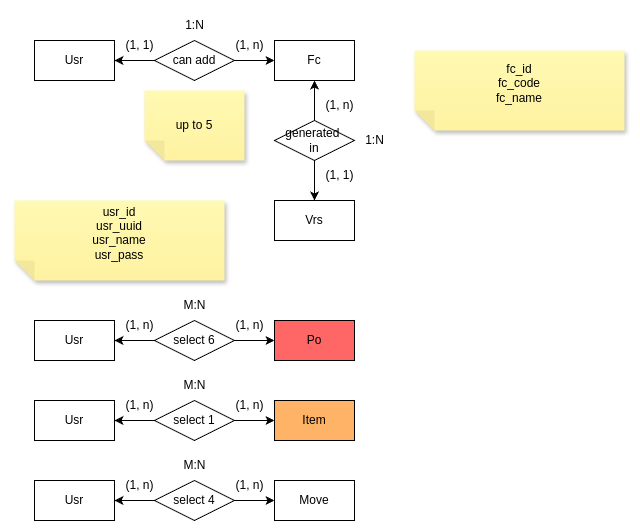 1:N
Usr
(1, 1)
can add
(1, n)
Fc
fc_id
fc_code
fc_name
up to 5
(1, n)
generated
in
1:N
(1, 1)
Vrs
usr_id
usr_uuid
usr_name
usr_pass
M:N
Usr
(1, n)
select 6
(1, n)
Po
M:N
Usr
(1, n)
select 1
(1, n)
Item
M:N
Usr
(1, n)
select 4
(1, n)
Move